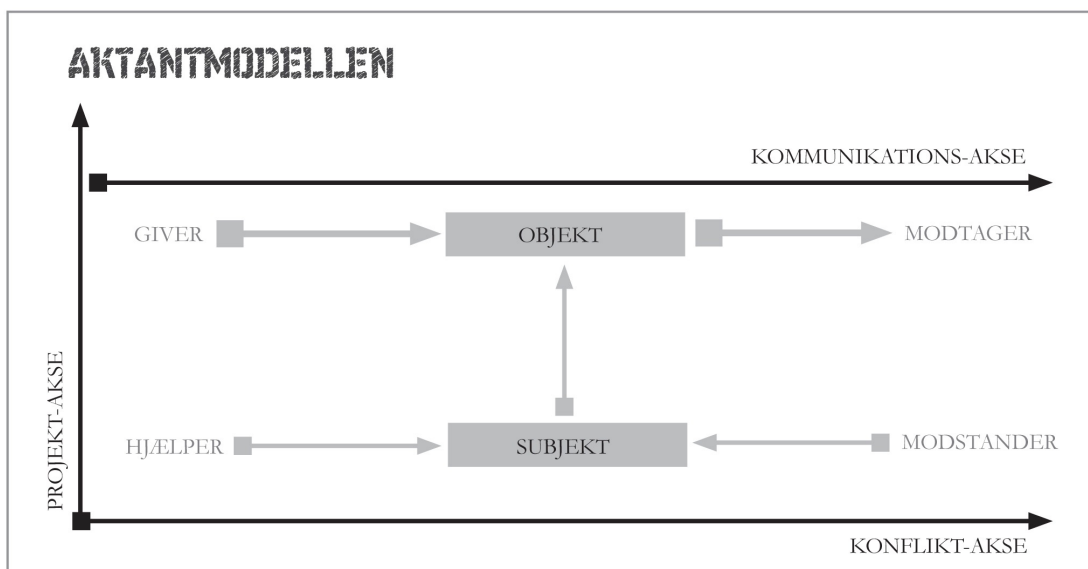 AKTANTMODELLEN
KOMMUNIKATIONS-AKSE
GIVER OBJEKT MODTAGER
PROJEKT-AKSE
HJÆLPER SUBJEKT MODSTANDER
KONFLIKT-AKSE